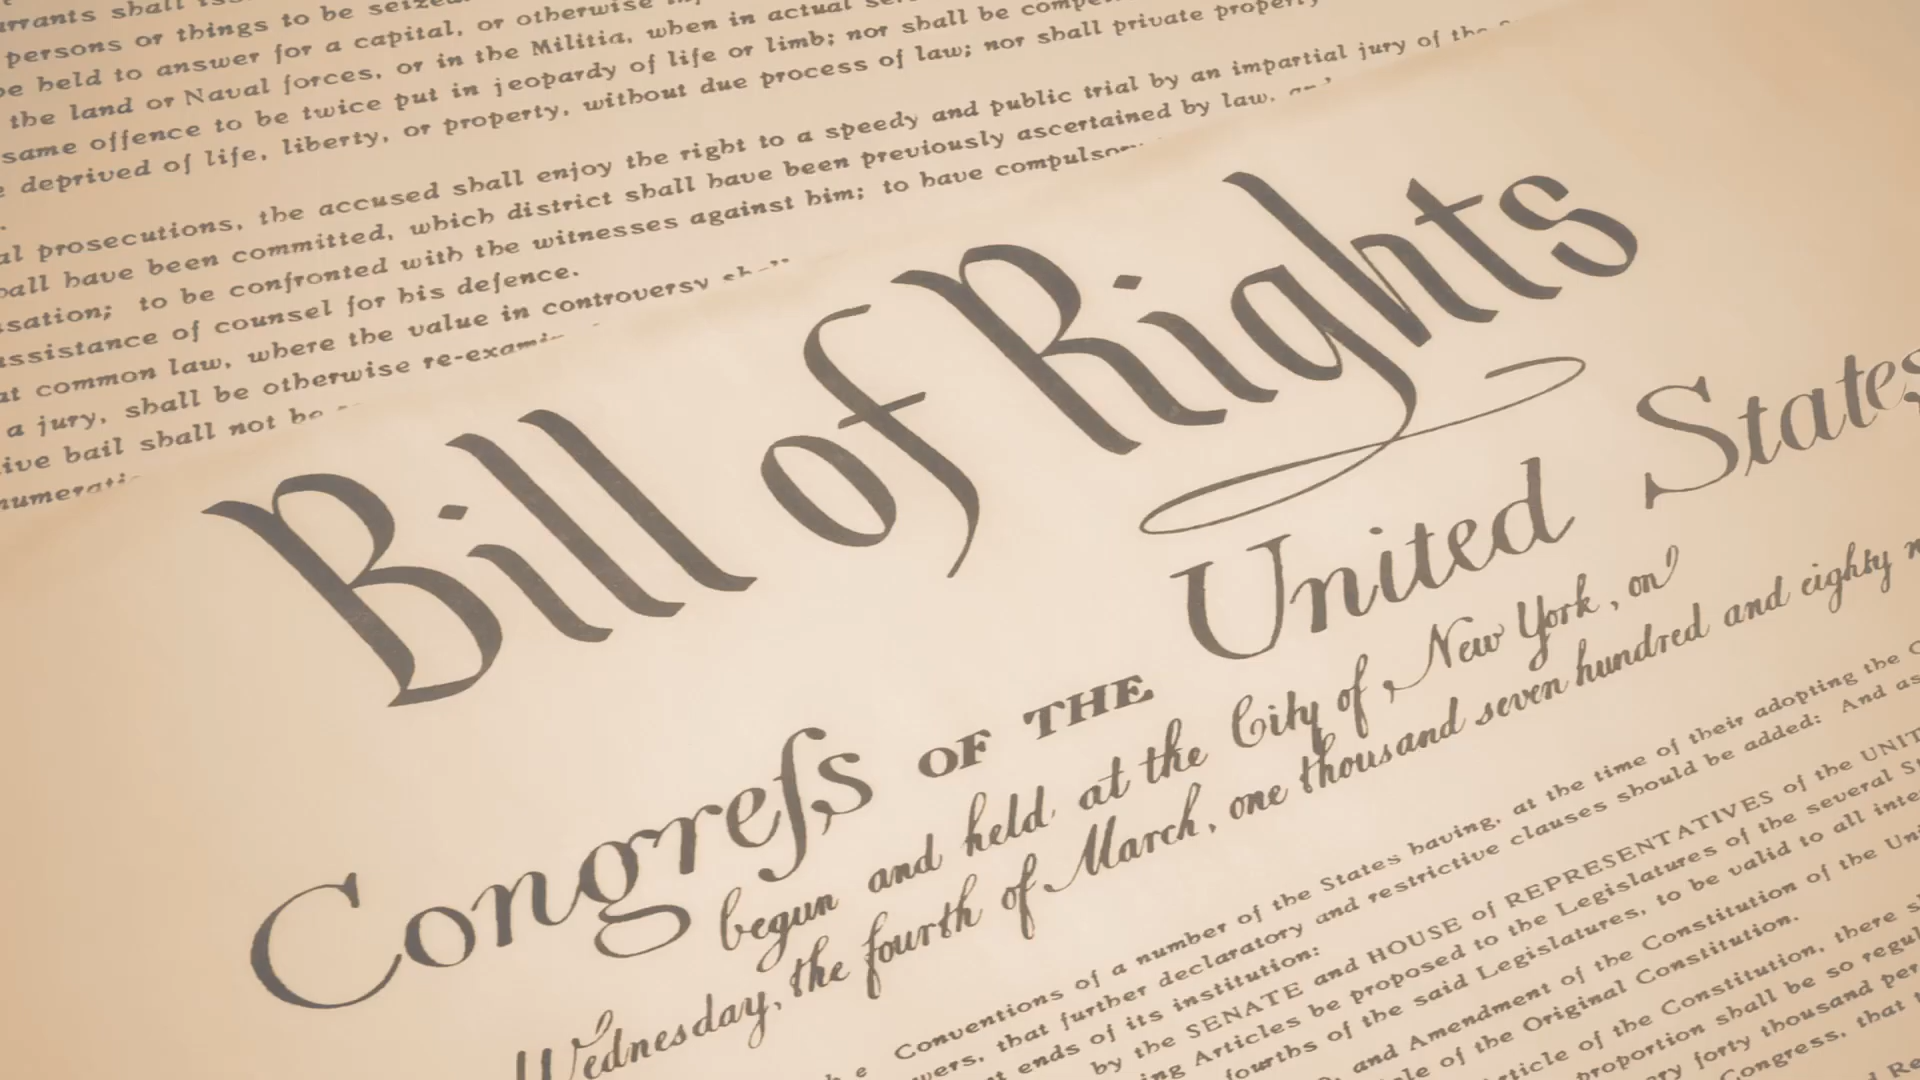 shall
persons or things to be
be held to answer for a capital, or otherwise
the land or Naval forces, or in the Militia, when in actual
same offence to be twice put in jeopardy of life or limb; nor shall be
deprived of life, liberty, or property, without due process of law; nor shall private property
prosecutions, the accused shall enjoy the right to a speedy and public trial by an impartial jury of the
shall have been committed, which district shall have been previously ascertained by law,
to be confronted with the witnesses against him; to have
assistance of counsel for his defence.
at common law, where the value in controversy
a jury, shall be otherwise
bail shall not be
Bill of Rights
Congreſs OF THE United States,
begun and held at the City of New York, on
Wednesday, the fourth of March, one thousand seven hundred and eighty
Conventions of a number of the States having, at the time of their adopting the
that further declaratory and restrictive clauses should be added: And as
ends of its institution:
by the SENATE and HOUSE of REPRESENTATIVES of the
Articles be proposed to the Legislatures of the several
fourths of the said Legislatures, to be valid to all
and Amendment of the Constitution of the
of the Original Constitution.
of the Constitution, there
proportion shall be so
forty thousand
Congress, that